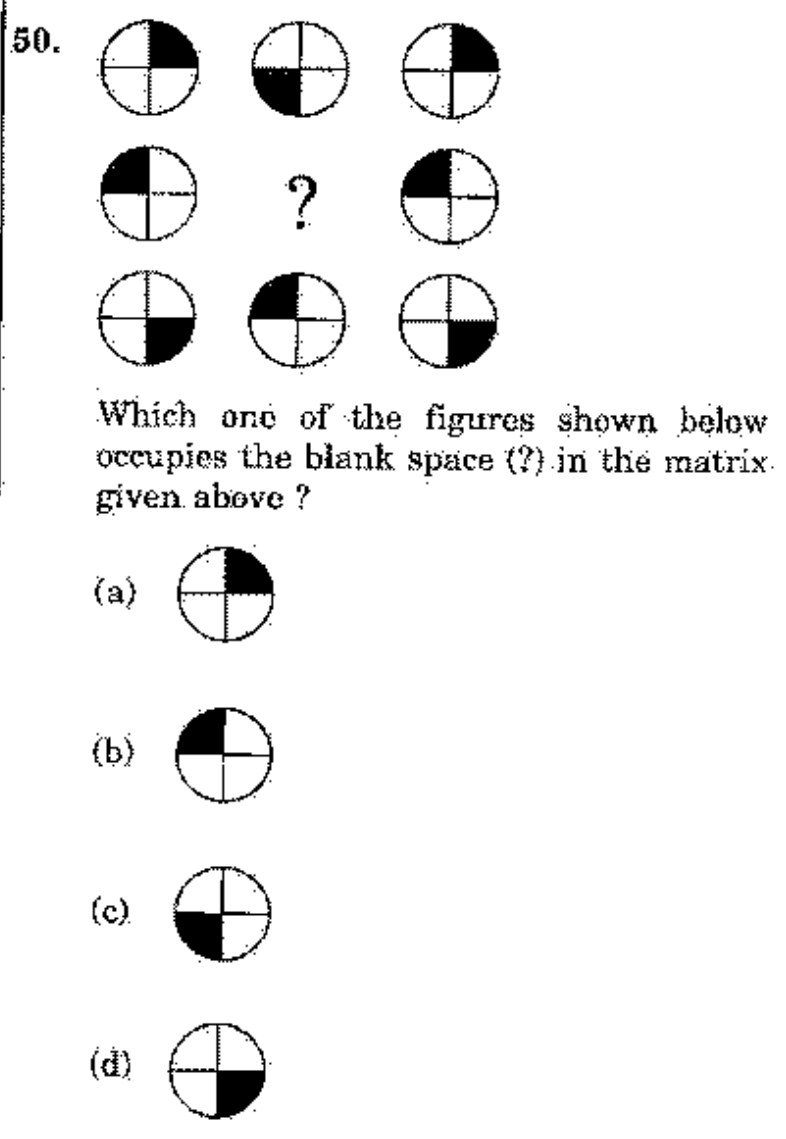 50.
?
Which one of the figures shown below
occupies the blank space (?) in the matrix
given above ?
(a)
(b)
(c)
(d)